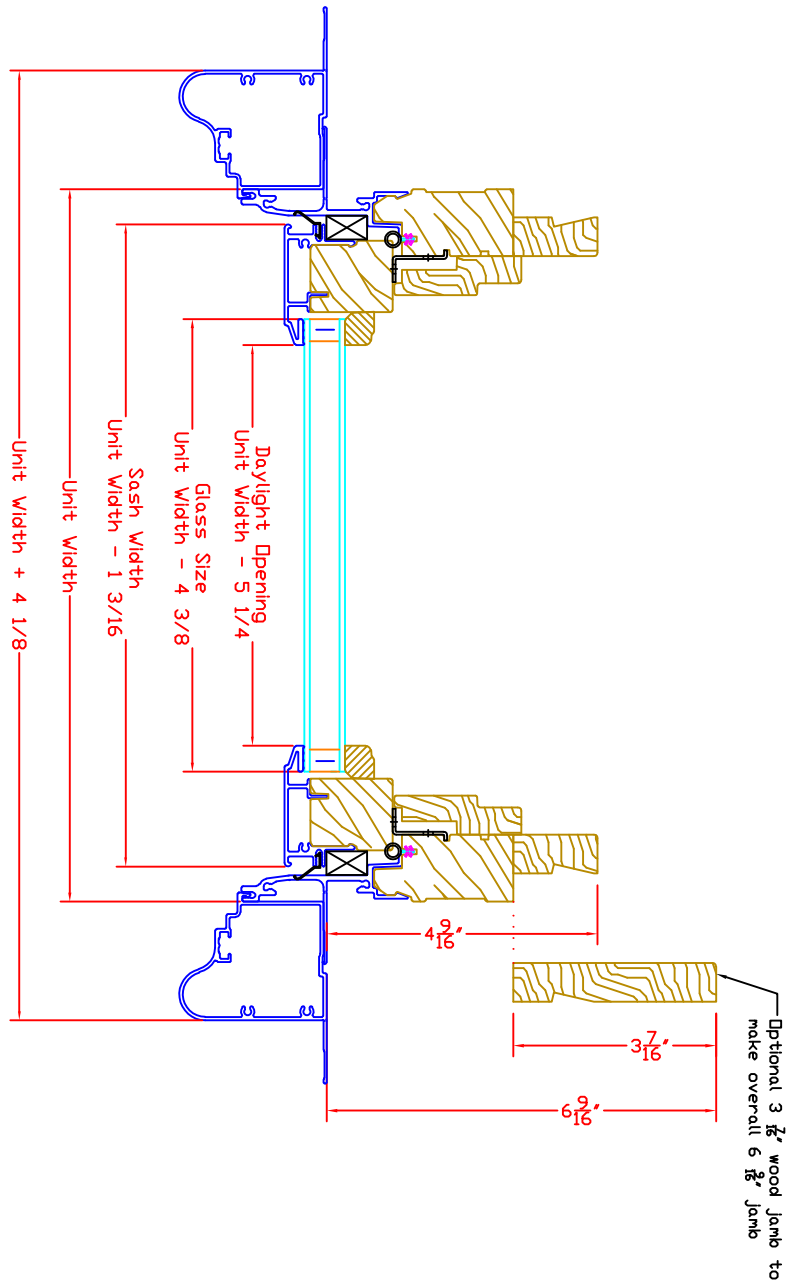 Optional 3 7/16" wood jamb to
make overall 6 9/16" jamb
4 9/16"
3 7/16"
6 9/16"
Daylight Opening
Unit Width - 5 1/4
Glass Size
Unit Width - 4 3/8
Sash Width
Unit Width - 1 3/16
Unit Width
Unit Width + 4 1/8